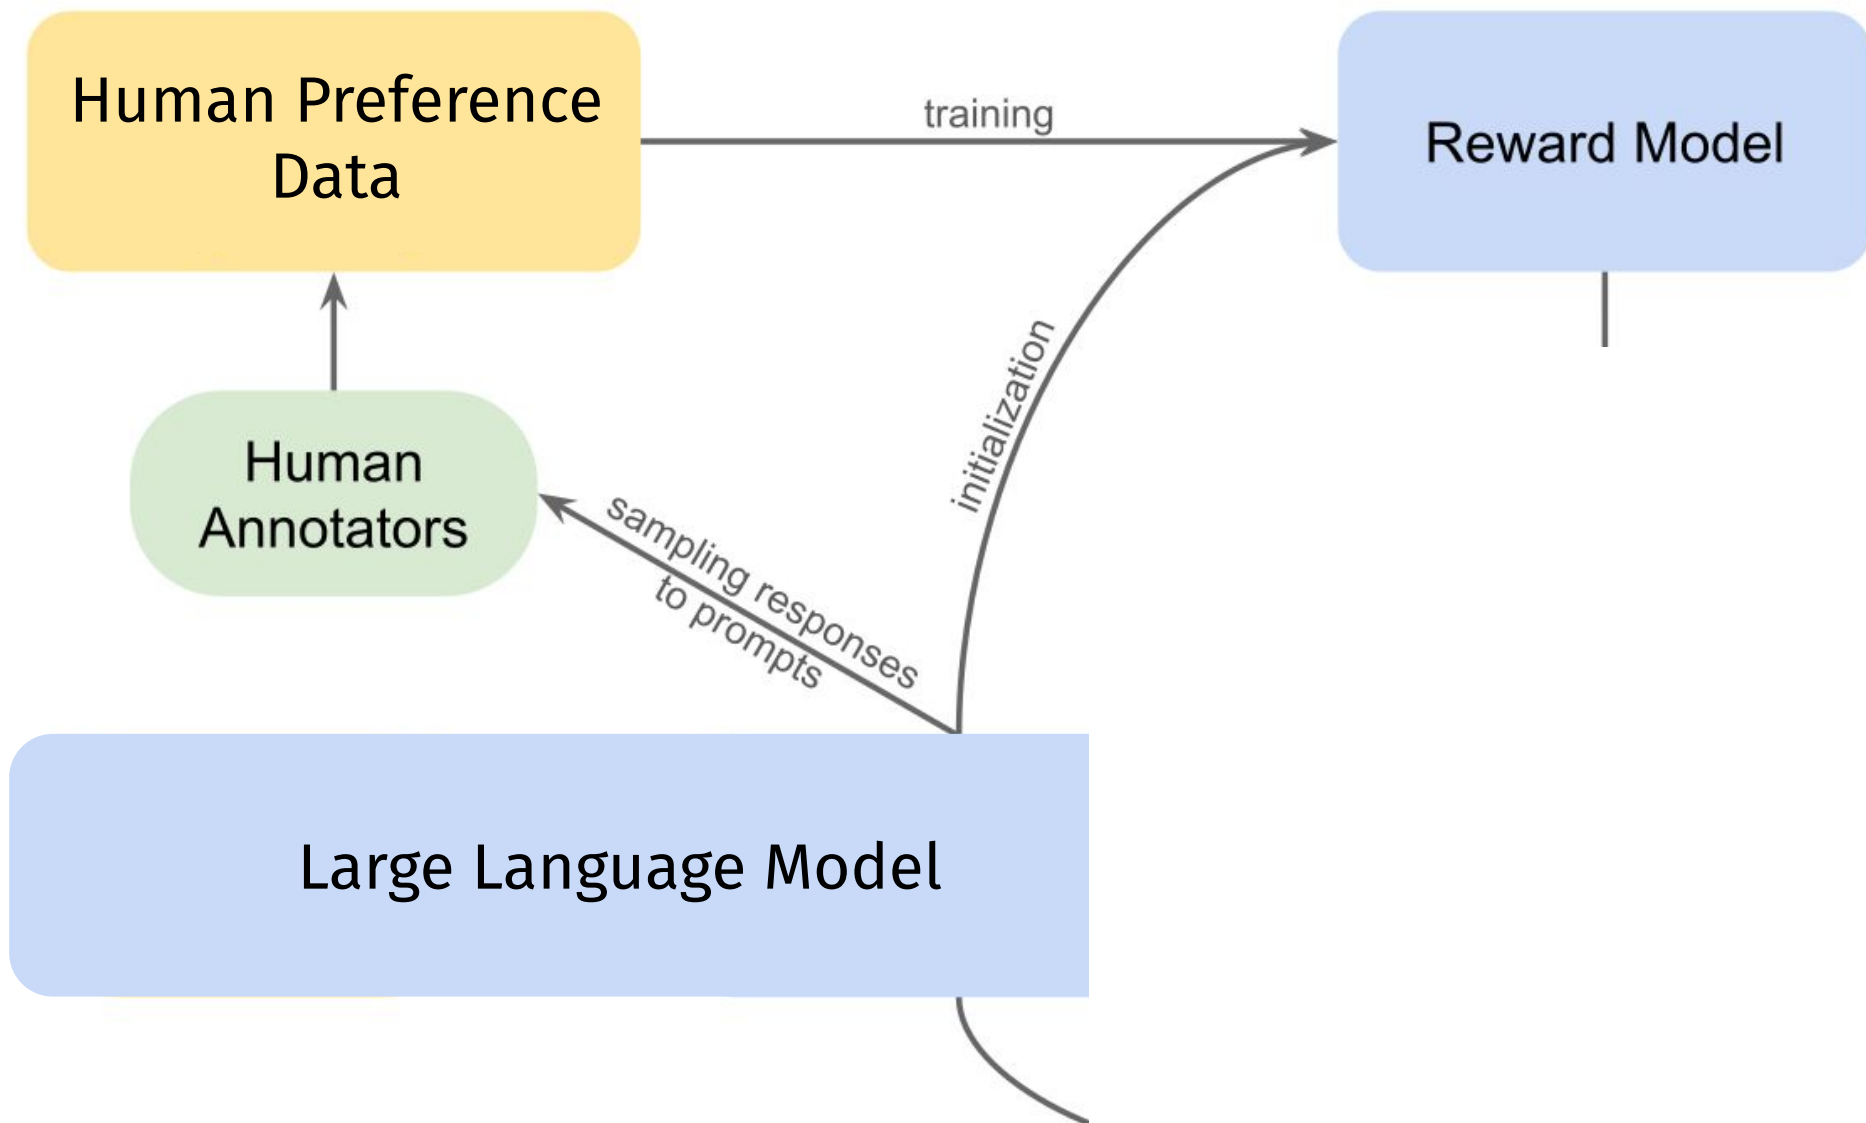 Human Preference
Data
training
Reward Model
initialization
Human
Annotators
sampling responses
to prompts
Large Language Model